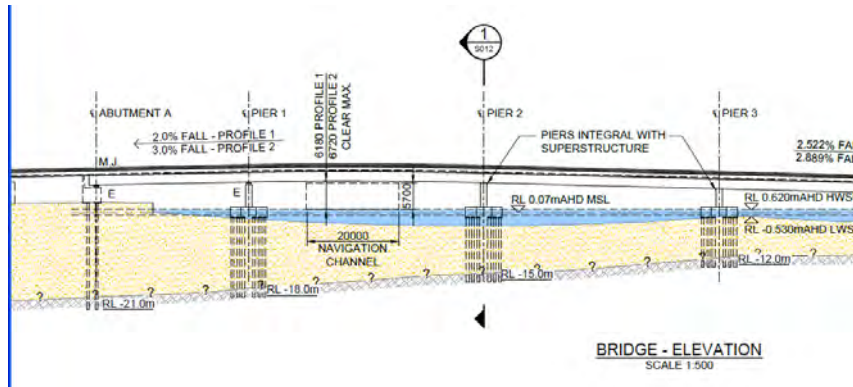 1
S012
℄ ABUTMENT A
℄ PIER 1
6180 PROFILE 1
6720 PROFILE 2
CLEAR MAX.
℄ PIER 2
℄ PIER 3
2.0% FALL - PROFILE 1
3.0% FALL - PROFILE 2
PIERS INTEGRAL WITH
SUPERSTRUCTURE
2.522% FA
2.889% FA
M.J.
E
E
5700
RL 0.07mAHD MSL
RL 0.620mAHD HWS
RL -0.530mAHD LWS
20000
NAVIGATION
CHANNEL
? ? ? ? ? ? ? ? ?
RL -21.0m
RL -18.0m
RL -15.0m
RL -12.0m
BRIDGE - ELEVATION
SCALE 1:500